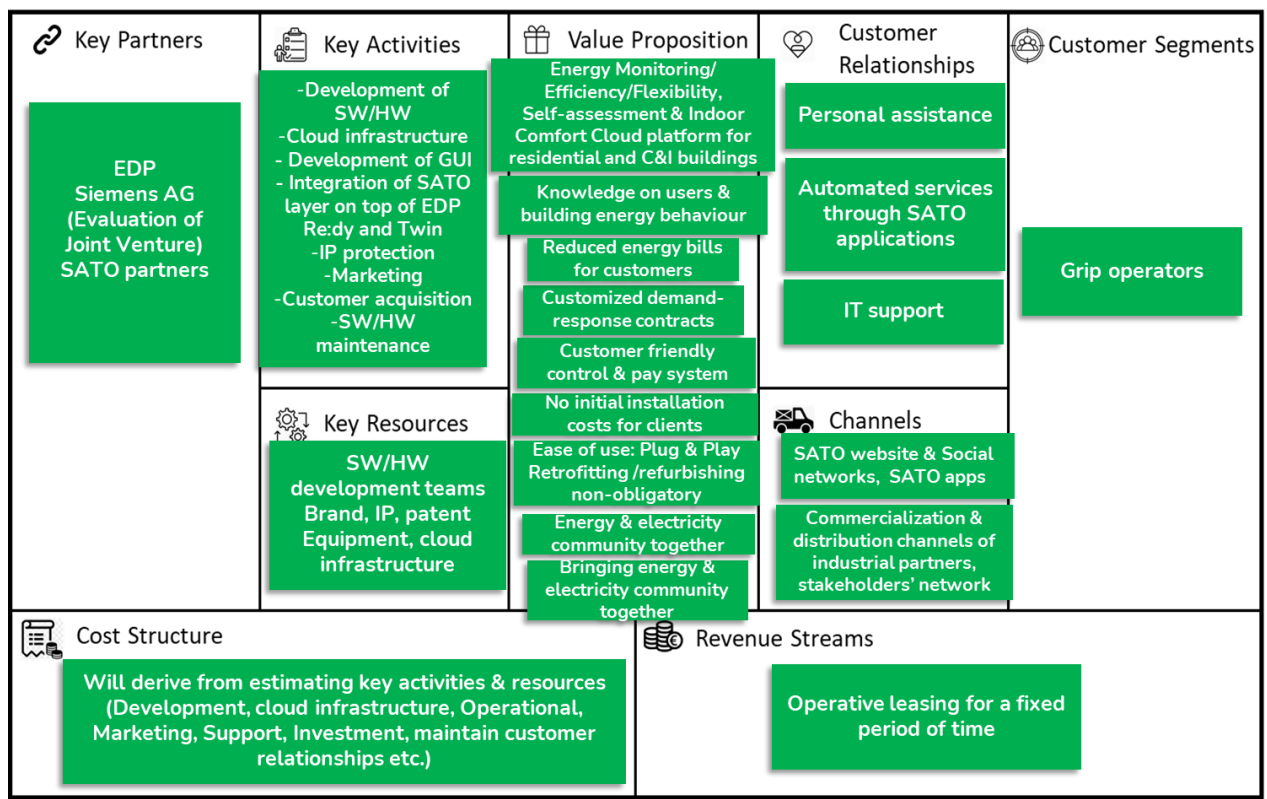 Key Partners
EDP
Siemens AG
(Evaluation of
Joint Venture)
SATO partners
Key Activities
-Development of
SW/HW
-Cloud infrastructure
- Development of GUI
- Integration of SATO
layer on top of EDP
Re:dy and Twin
-IP protection
-Marketing
-Customer acquisition
-SW/HW
maintenance
Key Resources
SW/HW
development teams
Brand, IP, patent
Equipment, cloud
infrastructure
Value Proposition
Energy Monitoring/
Efficiency/Flexibility,
Self-assessment & Indoor
Comfort Cloud platform for
residential and C&I buildings
Knowledge on users &
building energy behaviour
Reduced energy bills
for customers
Customized demand-
response contracts
Customer friendly
control & pay system
No initial installation
costs for clients
Ease of use: Plug & Play
Retrofitting /refurbishing
non-obligatory
Energy & electricity
community together
Bringing energy &
electricity community
together
Customer
Relationships
Personal assistance
Automated services
through SATO
applications
IT support
Channels
SATO website & Social
networks, SATO apps
Commercialization &
distribution channels of
industrial partners,
stakeholders’ network
Customer Segments
Grip operators
Cost Structure
Will derive from estimating key activities & resources
(Development, cloud infrastructure, Operational,
Marketing, Support, Investment, maintain customer
relationships etc.)
Revenue Streams
Operative leasing for a fixed
period of time